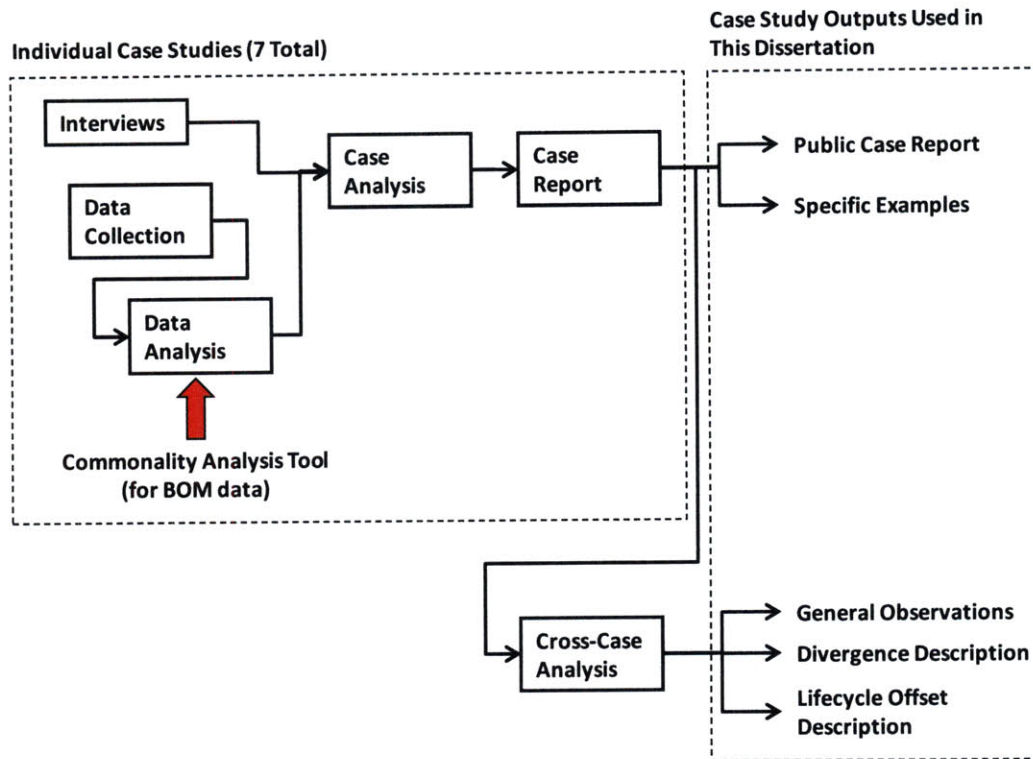 Case Study Outputs Used in
This Dissertation
Individual Case Studies (7 Total)
Interviews
Case
Analysis
Case
Report
Public Case Report
Specific Examples
Data
Collection
Data
Analysis
Commonality Analysis Tool
(for BOM data)
Cross-Case
Analysis
General Observations
Divergence Description
Lifecycle Offset
Description